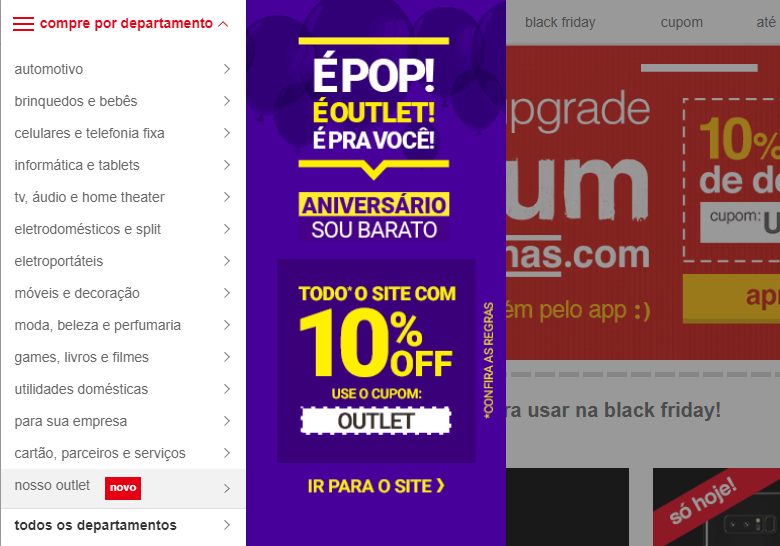 compre por departamento
automotivo
brinquedos e bebês
celulares e telefonia fixa
informática e tablets
tv, áudio e home theater
eletrodomésticos e split
eletroportáteis
móveis e decoração
moda, beleza e perfumaria
games, livros e filmes
utilidades domésticas
para sua empresa
cartão, parceiros e serviços
nosso outlet novo
todos os departamentos
É POP!
É OUTLET!
É PRA VOCÊ!
ANIVERSÁRIO
SOU BARATO
TODO* O SITE COM
10% OFF
USE O CUPOM:
OUTLET
*CONFIRA AS REGRAS
IR PARA O SITE
black friday cupom até
upgrade
um
nas.com
ém pelo app :)
10%
de de
cupom: U
ap
ra usar na black friday!
só hoje!